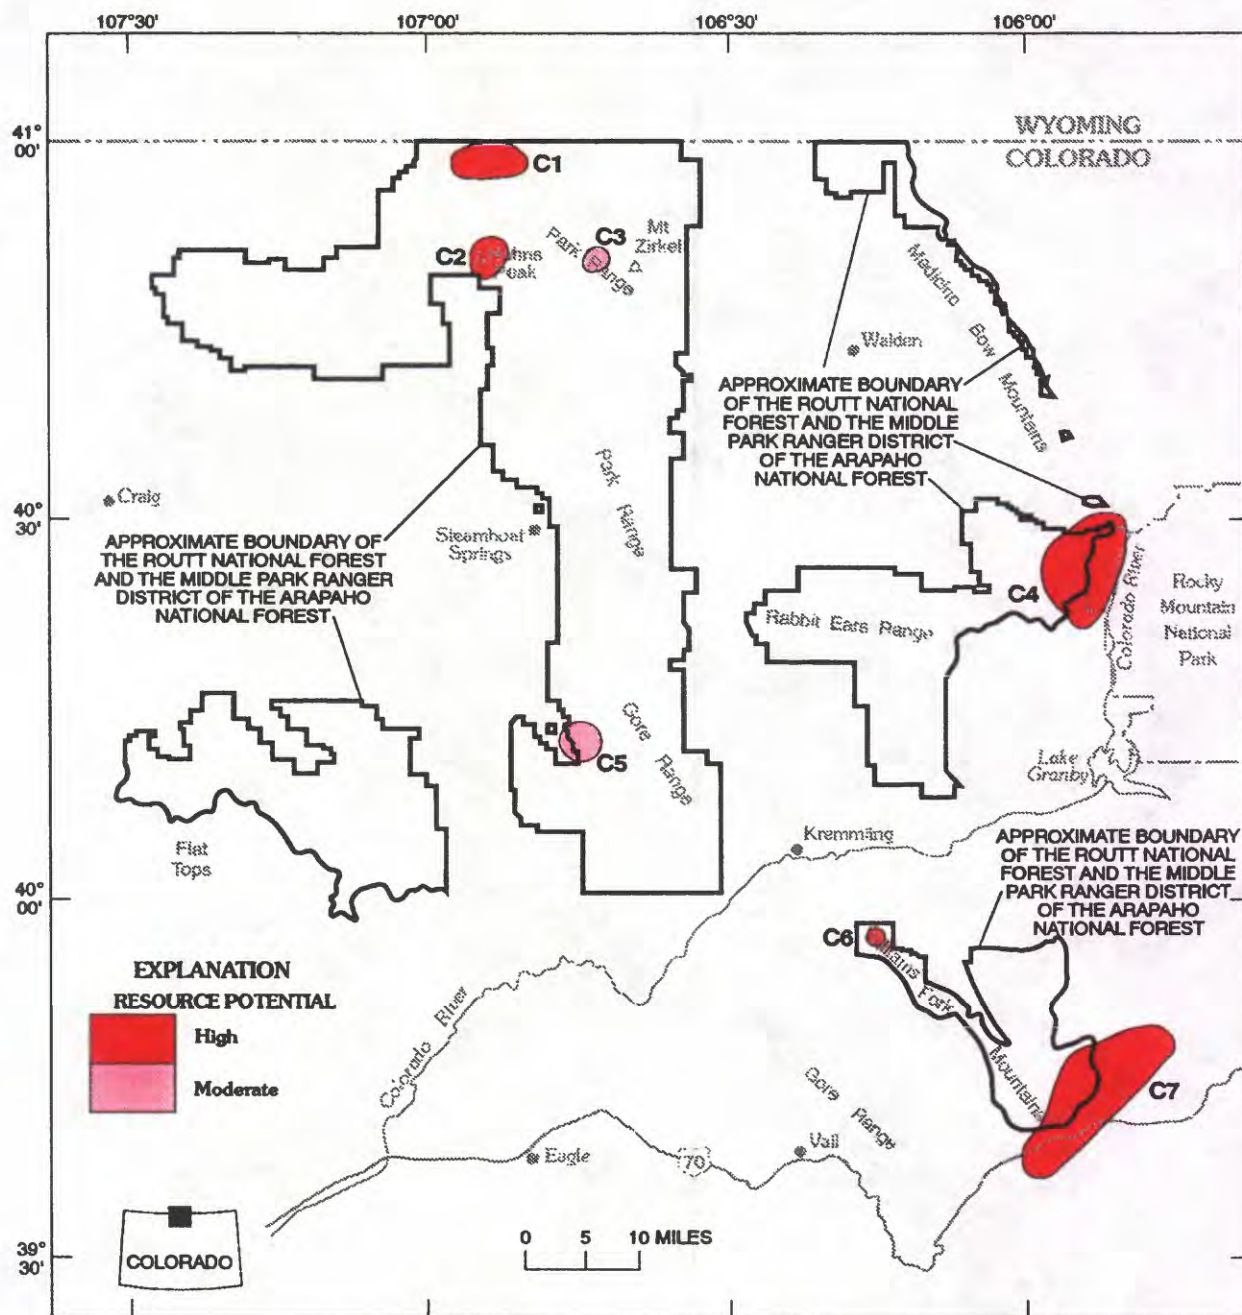 107°30'
107°00'
106°30'
106°00'
41°
00'
WYOMING
COLORADO
C1
C2
C3
Park Range
Mt
Zirkel
Medicine Bow Mountains
Walden
APPROXIMATE BOUNDARY
OF THE ROUTT NATIONAL
FOREST AND THE MIDDLE
PARK RANGER DISTRICT
OF THE ARAPAHO
NATIONAL FOREST
Craig
40°
30'
Steamboat
Springs
Park Range
APPROXIMATE BOUNDARY OF
THE ROUTT NATIONAL FOREST
AND THE MIDDLE PARK RANGER
DISTRICT OF THE ARAPAHO
NATIONAL FOREST
C4
Colorado River
Rocky
Mountain
National
Park
Rabbit Ears Range
Gore Range
C5
Lake
Granby
Flat
Tops
Kremmling
APPROXIMATE BOUNDARY
OF THE ROUTT NATIONAL
FOREST AND THE MIDDLE
PARK RANGER DISTRICT
OF THE ARAPAHO
NATIONAL FOREST
40°
00'
C6
Fork
Mountains
EXPLANATION
RESOURCE POTENTIAL
High
Moderate
Colorado River
Gore Range
C7
Eagle
70
Vail
COLORADO
0 5 10 MILES
39°
30'